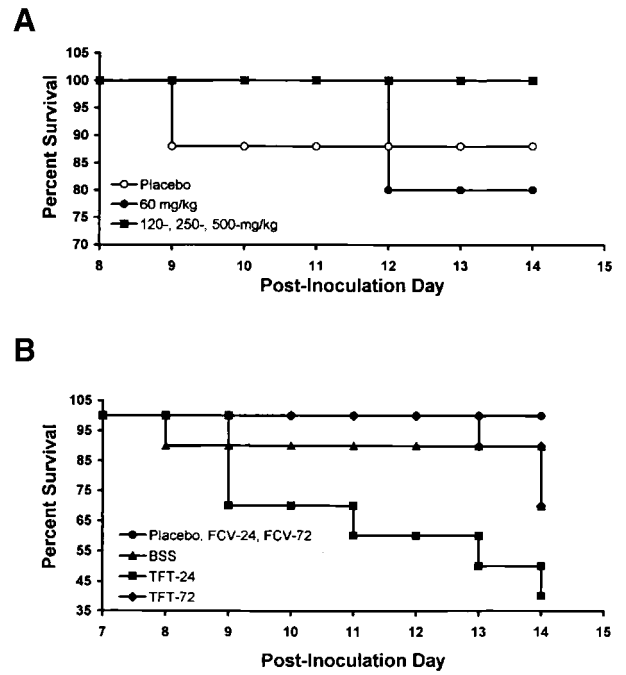 A
105
100
95
90
85
80
75
70
Percent Survival
Placebo
60 mg/kg
120-, 250-, 500-mg/kg
8 9 10 11 12 13 14 15
Post-Inoculation Day
B
105
95
85
75
65
55
45
35
Percent Survival
Placebo, FCV-24, FCV-72
BSS
TFT-24
TFT-72
7 8 9 10 11 12 13 14 15
Post-Inoculation Day